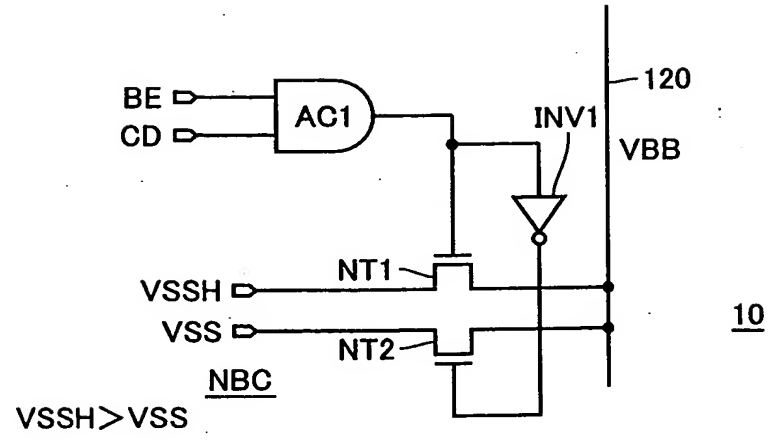 120
BE
AC1
INV1
CD
VBB
NT1
VSSH
VSS
10
NT2
NBC
VSSH>VSS